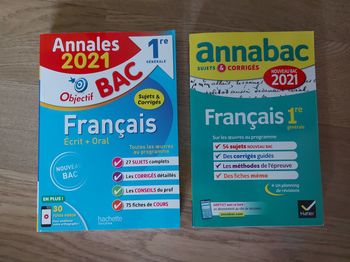 Annales
2021
1re
GÉNÉRALE
Objectif
BAC
Sujets &
Corrigés
Français
Écrit + Oral
Toutes les œuvres
au programme
NOUVEAU
BAC
27 SUJETS complets
Les CORRIGÉS détaillés
Les CONSEILS du prof
75 fiches de COURS
EN PLUS !
80
hachette
annabac
SUJETS & CORRIGÉS
NOUVEAU BAC
2021
Français 1re
générale
Sur les œuvres au programme
54 sujets NOUVEAU BAC
Des corrigés guidés
Les méthodes de l'épreuve
Des fiches mémo
+ Un planning
de révisions
Hatier